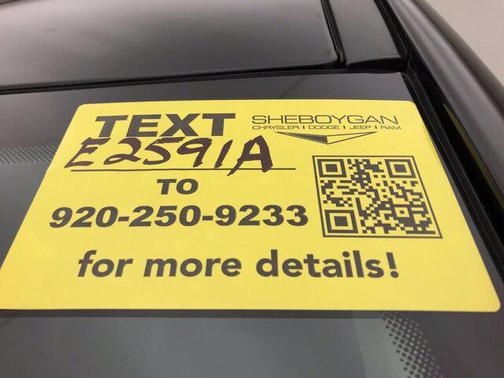 TEXT
SHEBOYGAN
CHRYSLER | DODGE | JEEP | RAM
E2591A
TO
920-250-9233
for more details!